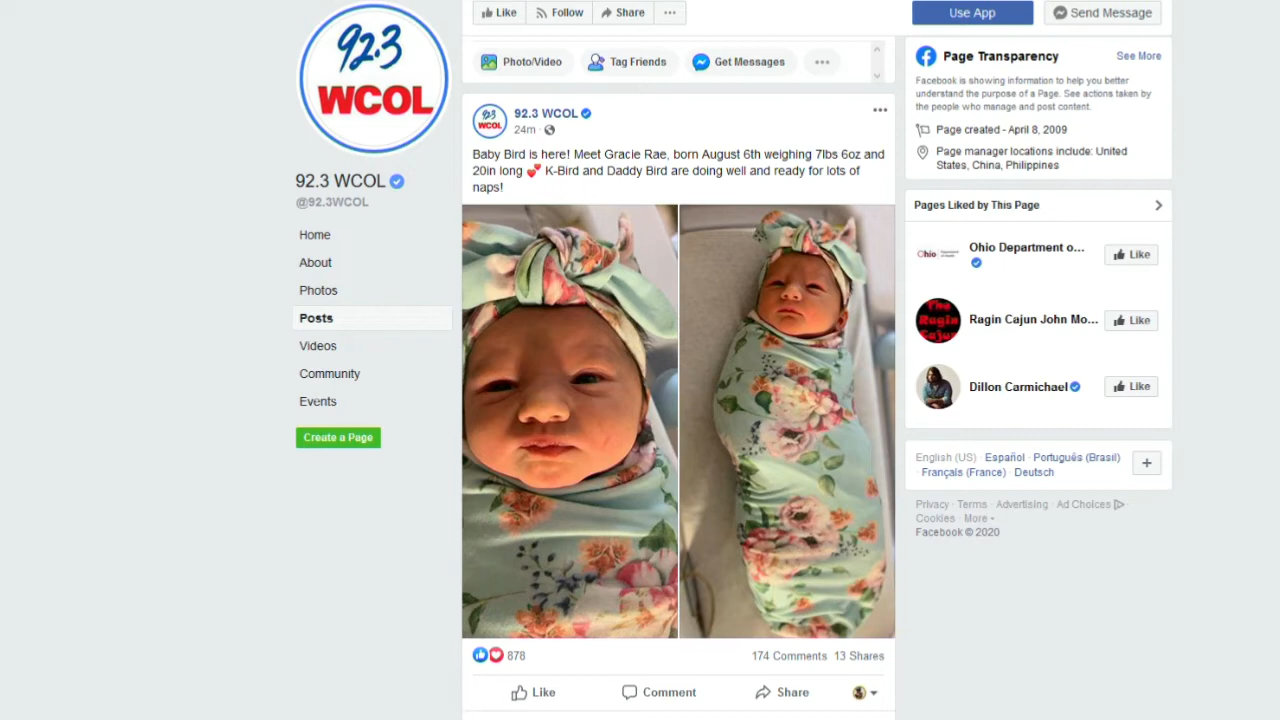 92.3
WCOL
92.3 WCOL
@92.3WCOL
Home
About
Photos
Posts
Videos
Community
Events
Create a Page
Like
Follow
Share
Photo/Video
Tag Friends
Get Messages
92.3
WCOL
92.3 WCOL
24m ·
Baby Bird is here! Meet Gracie Rae, born August 6th weighing 7lbs 6oz and
20in long 💕 K-Bird and Daddy Bird are doing well and ready for lots of
naps!
878
174 Comments 13 Shares
Like
Comment
Share
Use App
Send Message
Page Transparency
See More
Facebook is showing information to help you better
understand the purpose of a Page. See actions taken by
the people who manage and post content.
Page created - April 8, 2009
Page manager locations include: United
States, China, Philippines
Pages Liked by This Page
Ohio
Ohio Department o...
Like
The
Ragin
Cajun
Ragin Cajun John Mo...
Like
Dillon Carmichael
Like
English (US) · Español · Português (Brasil)
· Français (France) · Deutsch
Privacy · Terms · Advertising · Ad Choices
Cookies · More
Facebook © 2020